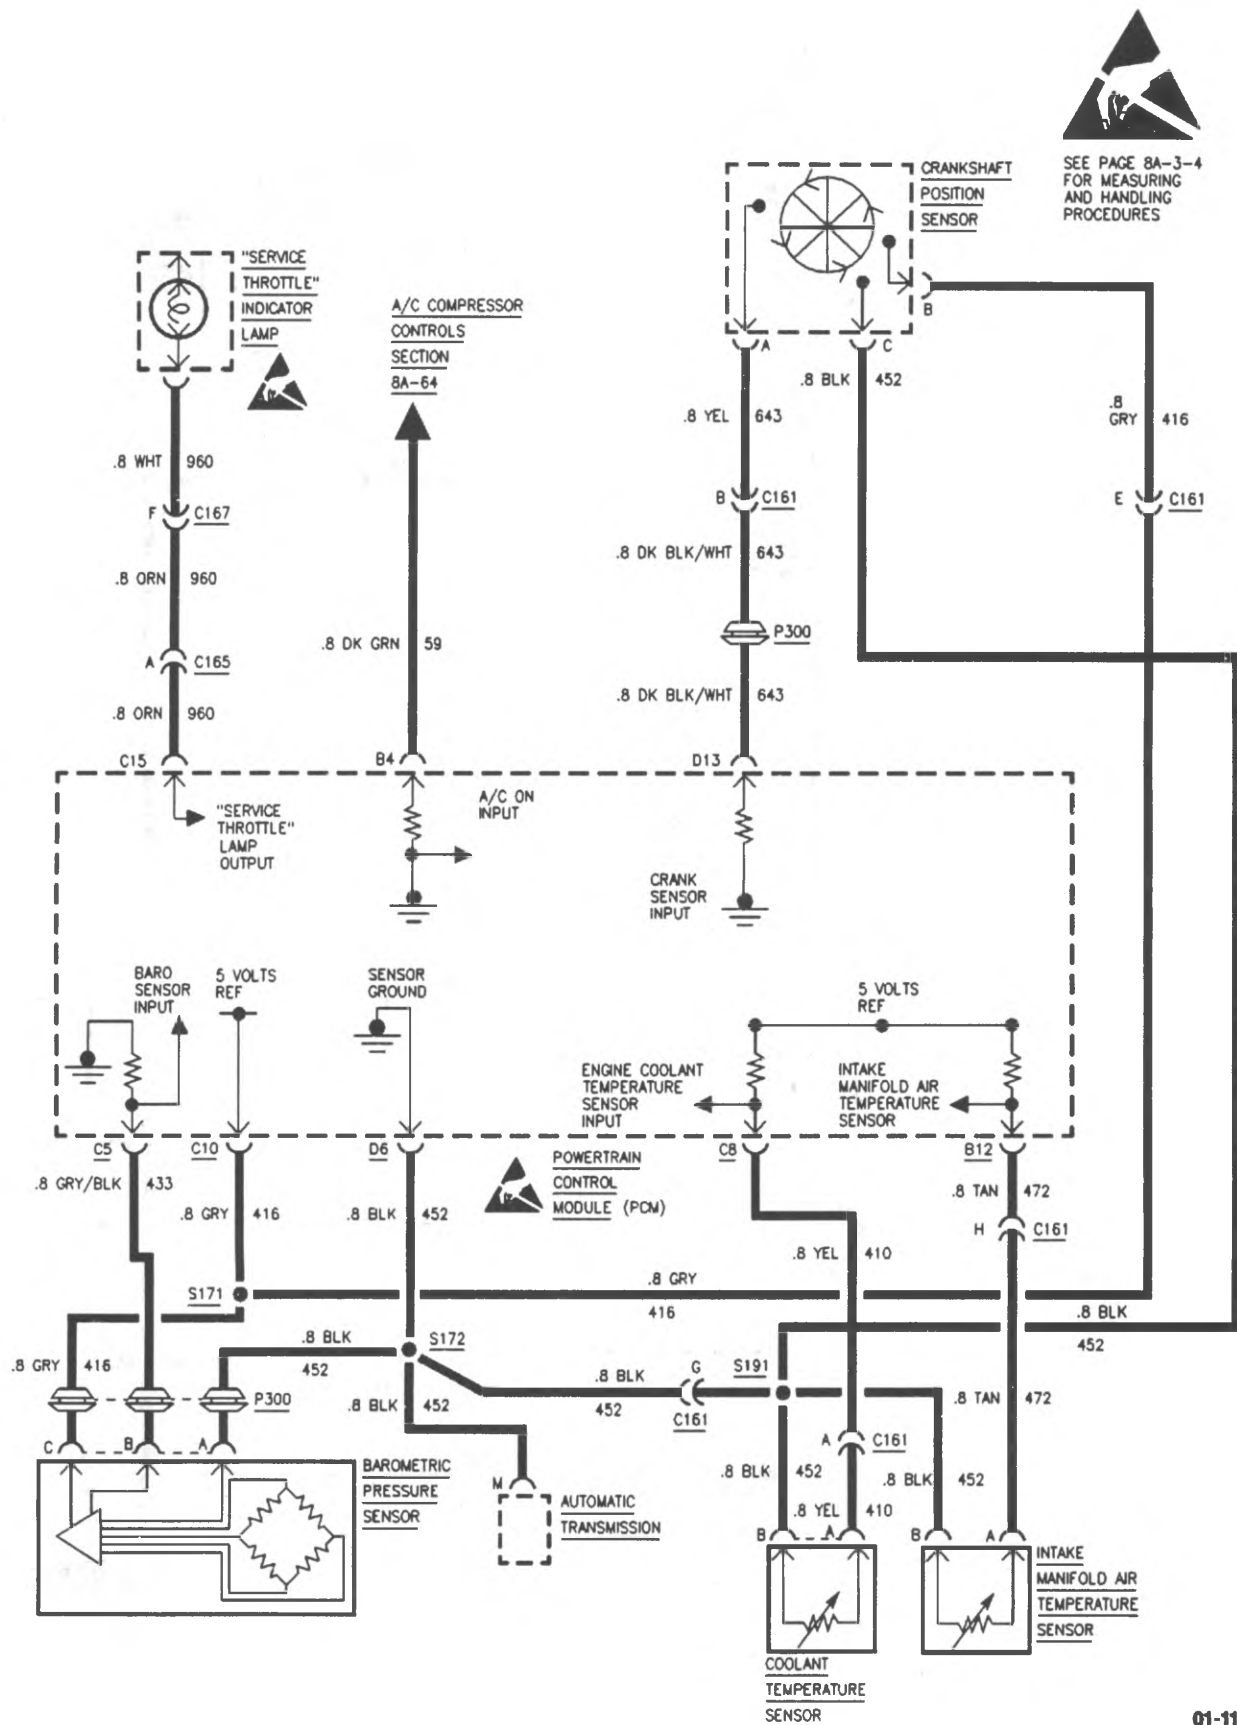 SEE PAGE 8A-3-4
FOR MEASURING
AND HANDLING
PROCEDURES
CRANKSHAFT
POSITION
SENSOR
"SERVICE
THROTTLE"
INDICATOR
LAMP
A/C COMPRESSOR
CONTROLS
SECTION
8A-64
B
A
C
.8 BLK 452
.8 YEL 643
.8
GRY 416
.8 WHT 960
B C161
E C161
F C167
.8 DK BLK/WHT 643
.8 ORN 960
P300
.8 DK GRN 59
A C165
.8 DK BLK/WHT 643
.8 ORN 960
C15
B4
D13
"SERVICE
THROTTLE"
LAMP
OUTPUT
A/C ON
INPUT
CRANK
SENSOR
INPUT
BARO
SENSOR
INPUT
5 VOLTS
REF
SENSOR
GROUND
5 VOLTS
REF
ENGINE COOLANT
TEMPERATURE
SENSOR
INPUT
INTAKE
MANIFOLD AIR
TEMPERATURE
SENSOR
C5
C10
D6
C8
B12
POWERTRAIN
CONTROL
MODULE (PCM)
.8 GRY/BLK 433
.8 TAN 472
.8 GRY 416
.8 BLK 452
H C161
.8 YEL 410
.8 GRY
416
S171
.8 BLK
452
.8 BLK
452
S172
.8 GRY 416
.8 BLK
452
G
C161
S191
P300
.8 BLK 452
.8 TAN 472
C
B
A
A C161
BAROMETRIC
PRESSURE
SENSOR
.8 BLK 452
.8 BLK 452
M
AUTOMATIC
TRANSMISSION
.8 YEL 410
B
A
B
A
INTAKE
MANIFOLD AIR
TEMPERATURE
SENSOR
COOLANT
TEMPERATURE
SENSOR
01-11